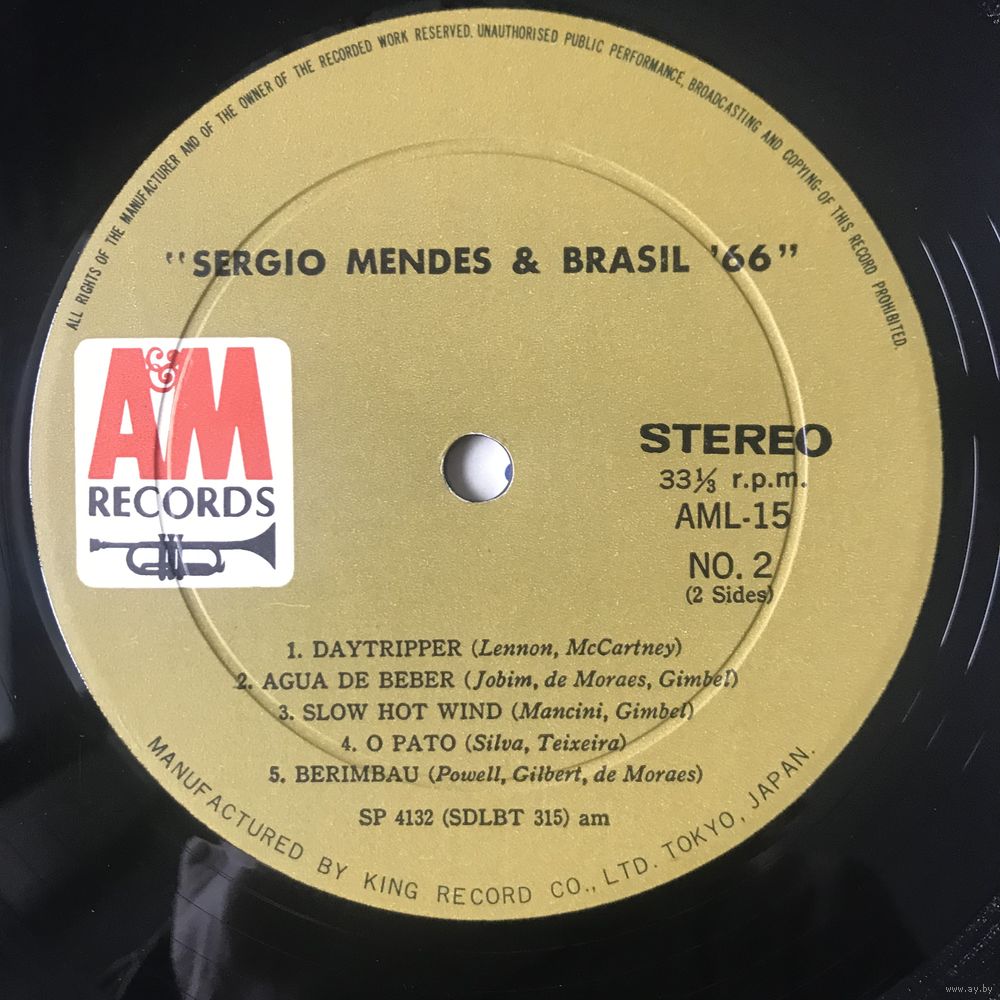 ALL RIGHTS OF THE MANUFACTURER AND OF THE OWNER OF THE RECORDED WORK RESERVED. UNAUTHORISED PUBLIC PERFORMANCE, BROADCASTING AND COPYING OF THIS RECORD PROHIBITED.
"SERGIO MENDES & BRASIL '66"
A&M
RECORDS
STEREO
33⅓ r.p.m.
AML-15
NO. 2
(2 Sides)
1. DAYTRIPPER (Lennon, McCartney)
2. AGUA DE BEBER (Jobim, de Moraes, Gimbel)
3. SLOW HOT WIND (Mancini, Gimbel)
4. O PATO (Silva, Teixeira)
5. BERIMBAU (Powell, Gilbert, de Moraes)
SP 4132 (SDLBT 315) am
MANUFACTURED BY KING RECORD CO., LTD. TOKYO, JAPAN.
www.ay.by